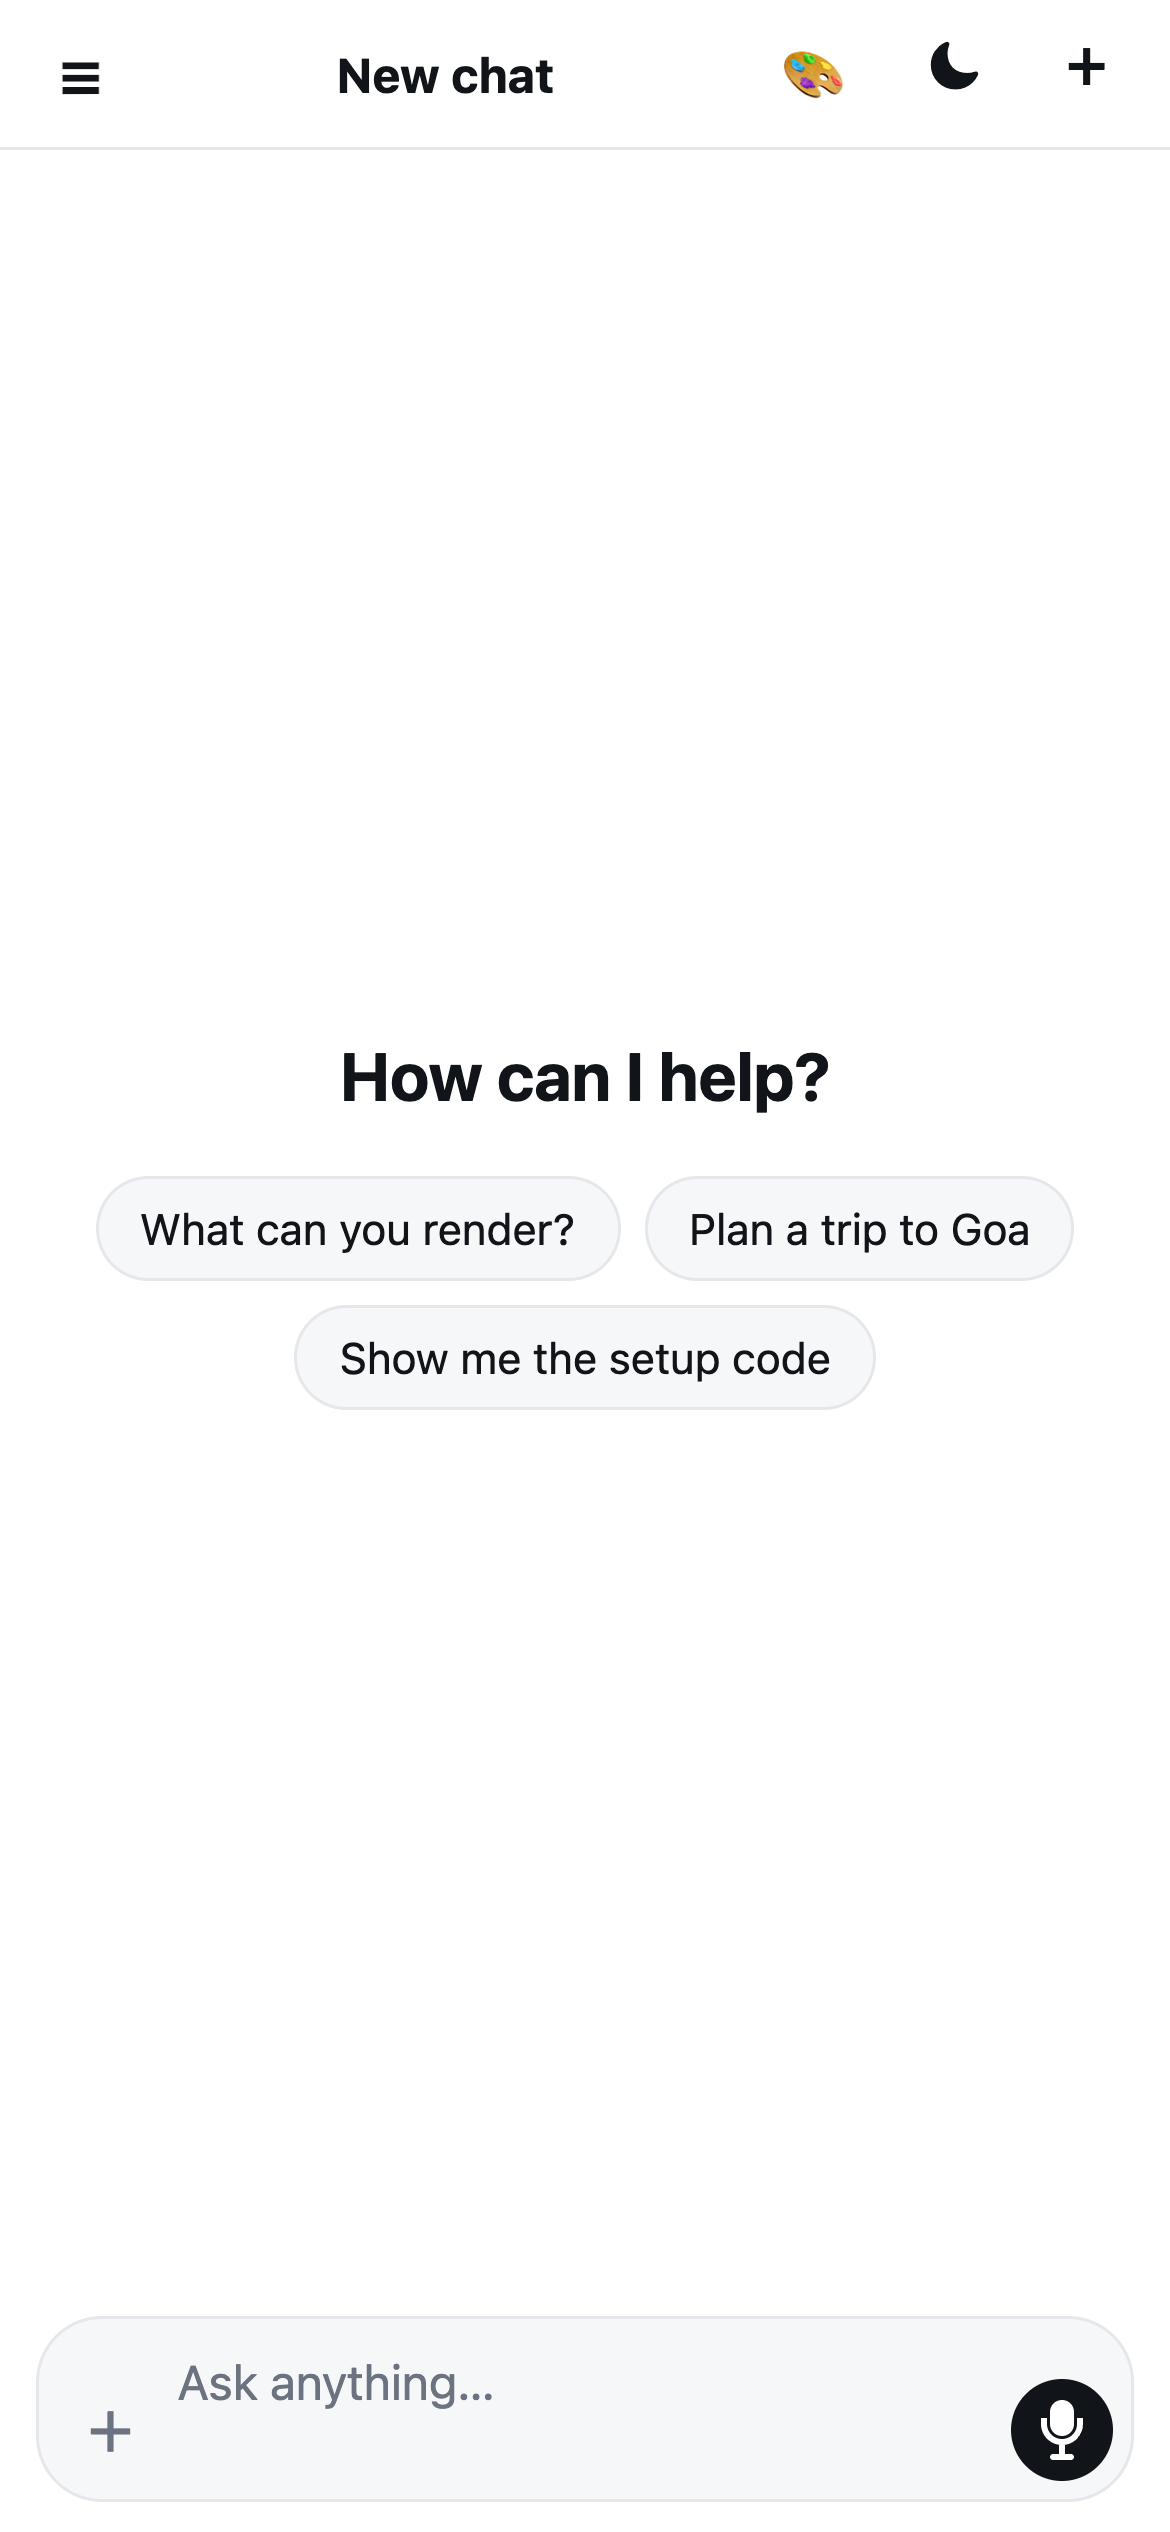 New chat
How can I help?
What can you render?
Plan a trip to Goa
Show me the setup code
Ask anything...